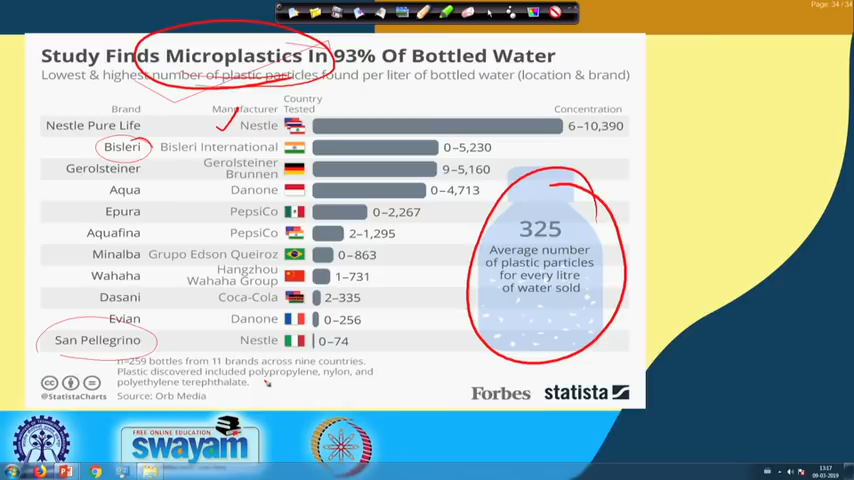 Page: 34 / 34
Study Finds Microplastics In 93% Of Bottled Water
Lowest & highest number of plastic particles found per liter of bottled water (location & brand)
Brand Manufacturer Country Tested Concentration
Nestle Pure Life Nestle 6–10,390
Bisleri Bisleri International 0–5,230
Gerolsteiner Gerolsteiner Brunnen 9–5,160
Aqua Danone 0–4,713
Epura PepsiCo 0–2,267
Aquafina PepsiCo 2–1,295
Minalba Grupo Edson Queiroz 0–863
Wahaha Hangzhou Wahaha Group 1–731
Dasani Coca-Cola 2–335
Evian Danone 0–256
San Pellegrino Nestle 0–74
325
Average number
of plastic particles
for every litre
of water sold
n=259 bottles from 11 brands across nine countries.
Plastic discovered included polypropylene, nylon, and
polyethylene terephthalate.
@StatistaCharts Source: Orb Media
Forbes statista
FREE ONLINE EDUCATION
swayam
13:17
09-03-2019